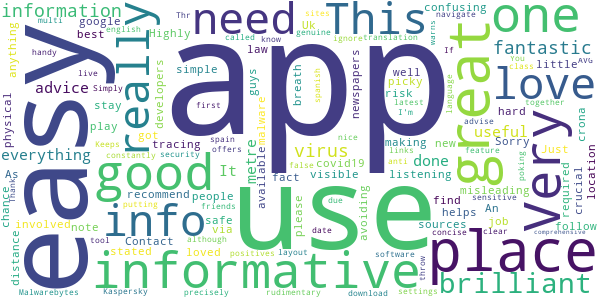 multi google english
information need This one
anything best Thr sites handy
called know
Uk ignore translation
confusing navigate
Highly law If
fantastic
You little AVG
class
developers guys
breath
newspapers
picky well
risk
love
simple
live Simply
advice
really
easy
app
great
very
physical
stay play
first
spanish
malware
I'm
latest
language
together
hard
everything
got
tracing
virus
making new advise
useful
Sorry
Just
crona
location
As Thanks
Keeps
constantly
security
spain
offers
nice
links anti
feature
poking
good
It metre
available
fact
covid19
visible
done
listening
find
misleading
required
crucial
chance
recommend people
false
sensitive
An
info
use
place
distance
involved note
putting
friends
safe via
please
due
avoiding
sources
helps job
follow
tool
stated loved
although
positives layout
date
software
concise clear
comprehensive
Contact
informative
brilliant
warns
Malwarebytes Kaspersky precisely rudimentary download settings
throw